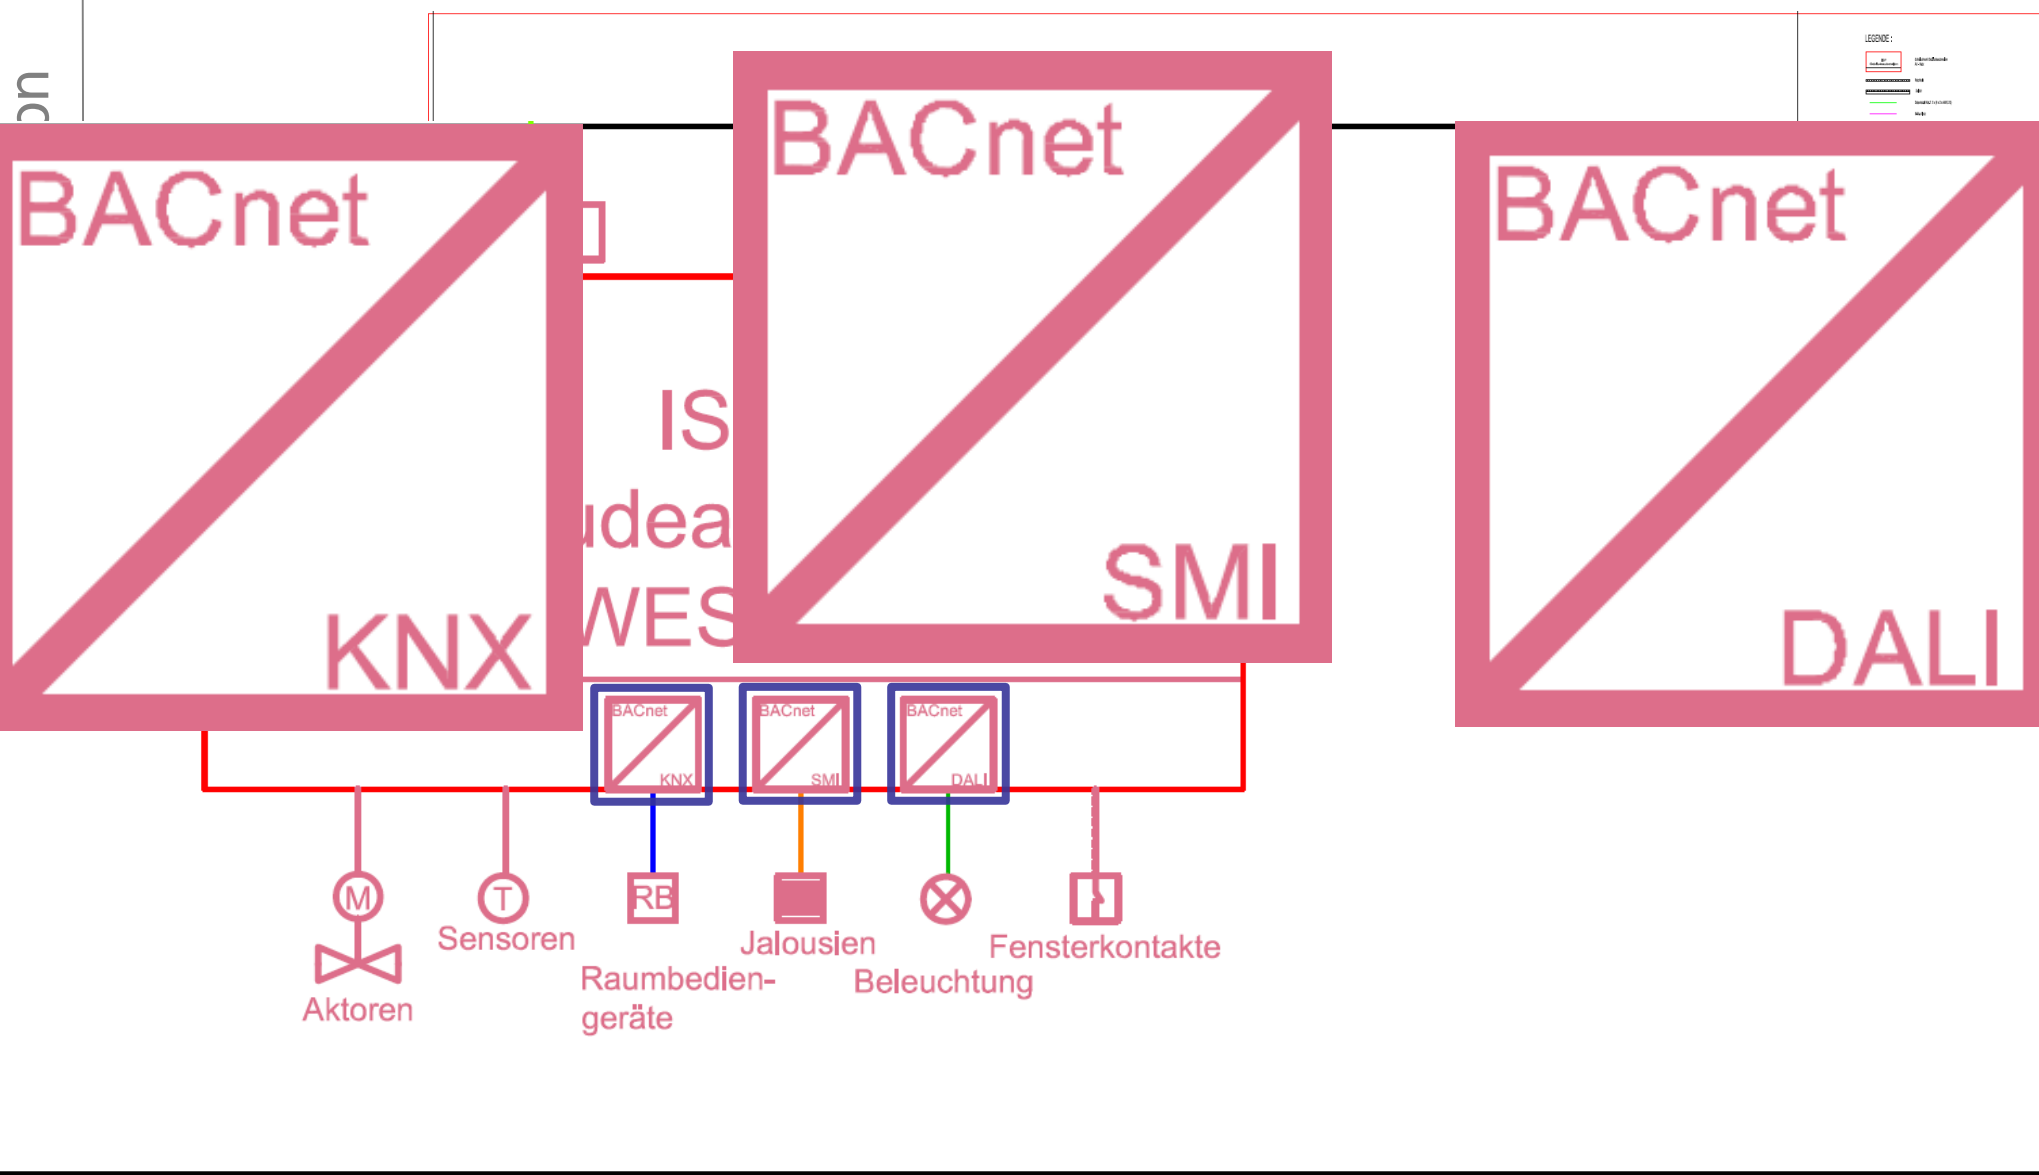 on
LEGENDE :
BACnet
KNX
BACnet
SMI
BACnet
DALI
IS
udea
WES
BACnet
KNX
BACnet
SMI
BACnet
DALI
M
T
RB
Sensoren
Jalousien
Fensterkontakte
Raumbedien-
geräte
Beleuchtung
Aktoren